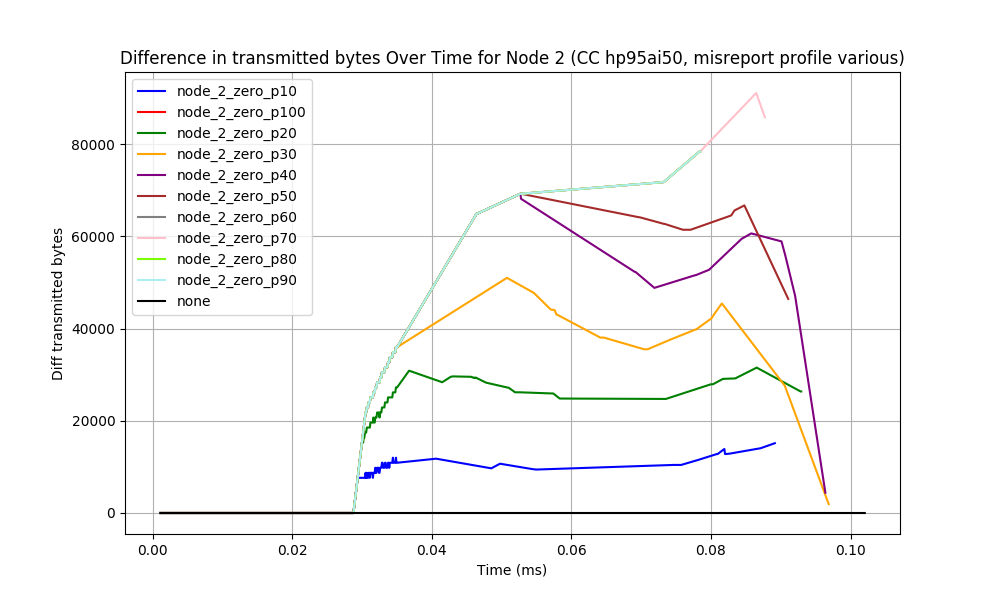 Difference in transmitted bytes Over Time for Node 2 (CC hp95ai50, misreport profile various)
node_2_zero_p10
node_2_zero_p100
node_2_zero_p20
node_2_zero_p30
node_2_zero_p40
node_2_zero_p50
node_2_zero_p60
node_2_zero_p70
node_2_zero_p80
node_2_zero_p90
none
Diff transmitted bytes
80000
60000
40000
20000
0
0.00 0.02 0.04 0.06 0.08 0.10
Time (ms)